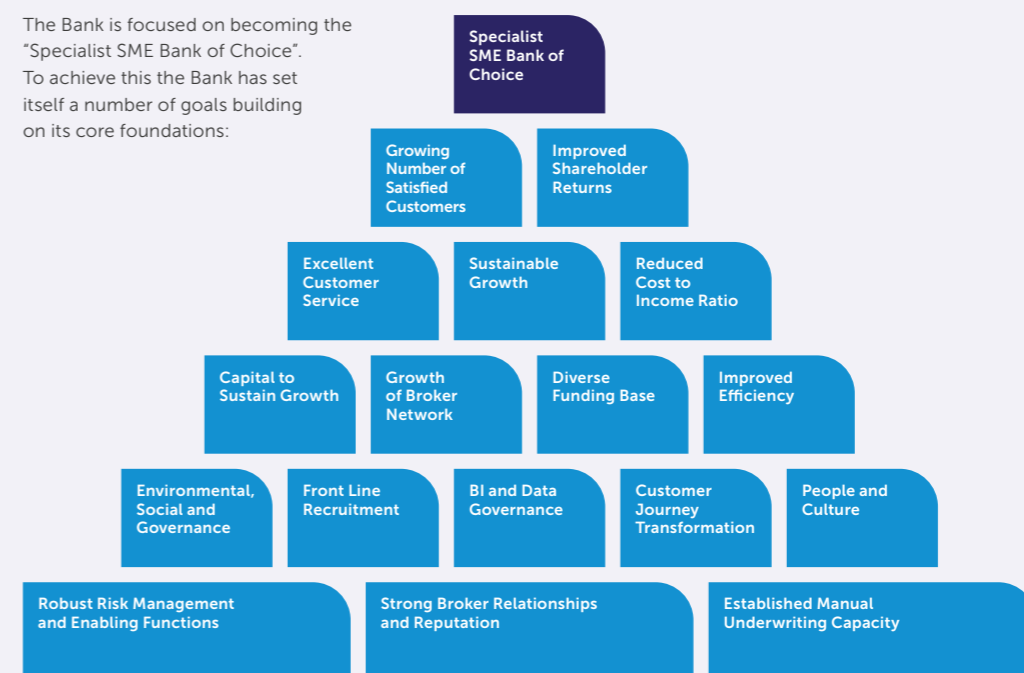 The Bank is focused on becoming the
“Specialist SME Bank of Choice”.
To achieve this the Bank has set
itself a number of goals building
on its core foundations:
Specialist
SME Bank of
Choice
Growing
Number of
Satisfied
Customers
Improved
Shareholder
Returns
Excellent
Customer
Service
Sustainable
Growth
Reduced
Cost to
Income Ratio
Capital to
Sustain Growth
Growth
of Broker
Network
Diverse
Funding Base
Improved
Efficiency
Environmental,
Social and
Governance
Front Line
Recruitment
BI and Data
Governance
Customer
Journey
Transformation
People and
Culture
Robust Risk Management
and Enabling Functions
Strong Broker Relationships
and Reputation
Established Manual
Underwriting Capacity